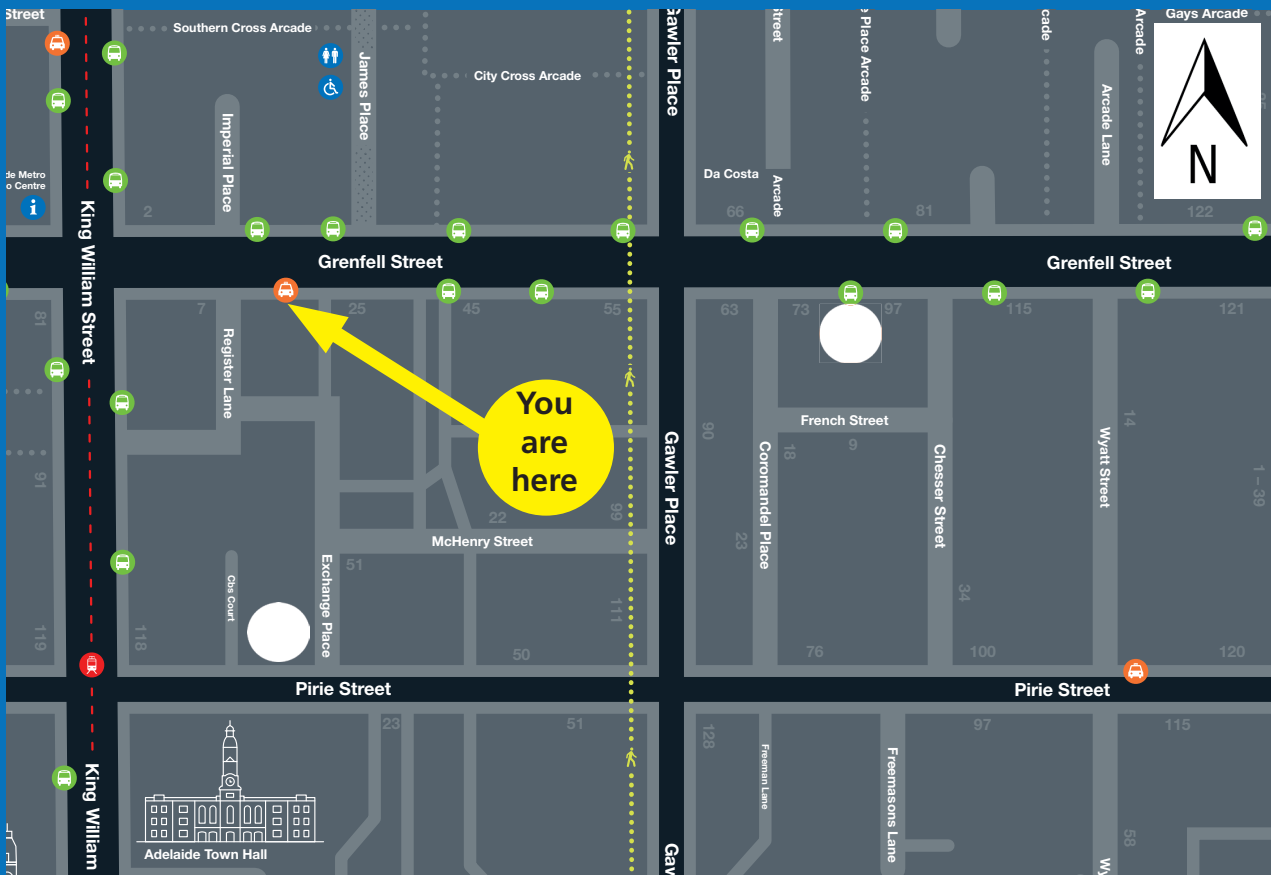 Street
Southern Cross Arcade
James Place
City Cross Arcade
Gawler Place
Street
e Place Arcade
cade
Arcade
Gays Arcade
N
Imperial Place
Arcade Lane
de Metro
o Centre
i
King William Street
2
Da Costa
Arcade
66
81
122
Grenfell Street
Grenfell Street
81
7
25
45
55
63
73
97
115
121
Register Lane
You
are
here
French Street
90
18
9
14
Gawler Place
Coromandel Place
Chesser Street
Wyatt Street
91
1 – 39
22
99
23
McHenry Street
51
Exchange Place
Cbs Court
111
34
119
118
50
76
100
120
Pirie Street
Pirie Street
23
51
128
97
115
Freeman Lane
Freemasons Lane
King William
58
Adelaide Town Hall
Gaw
Wy